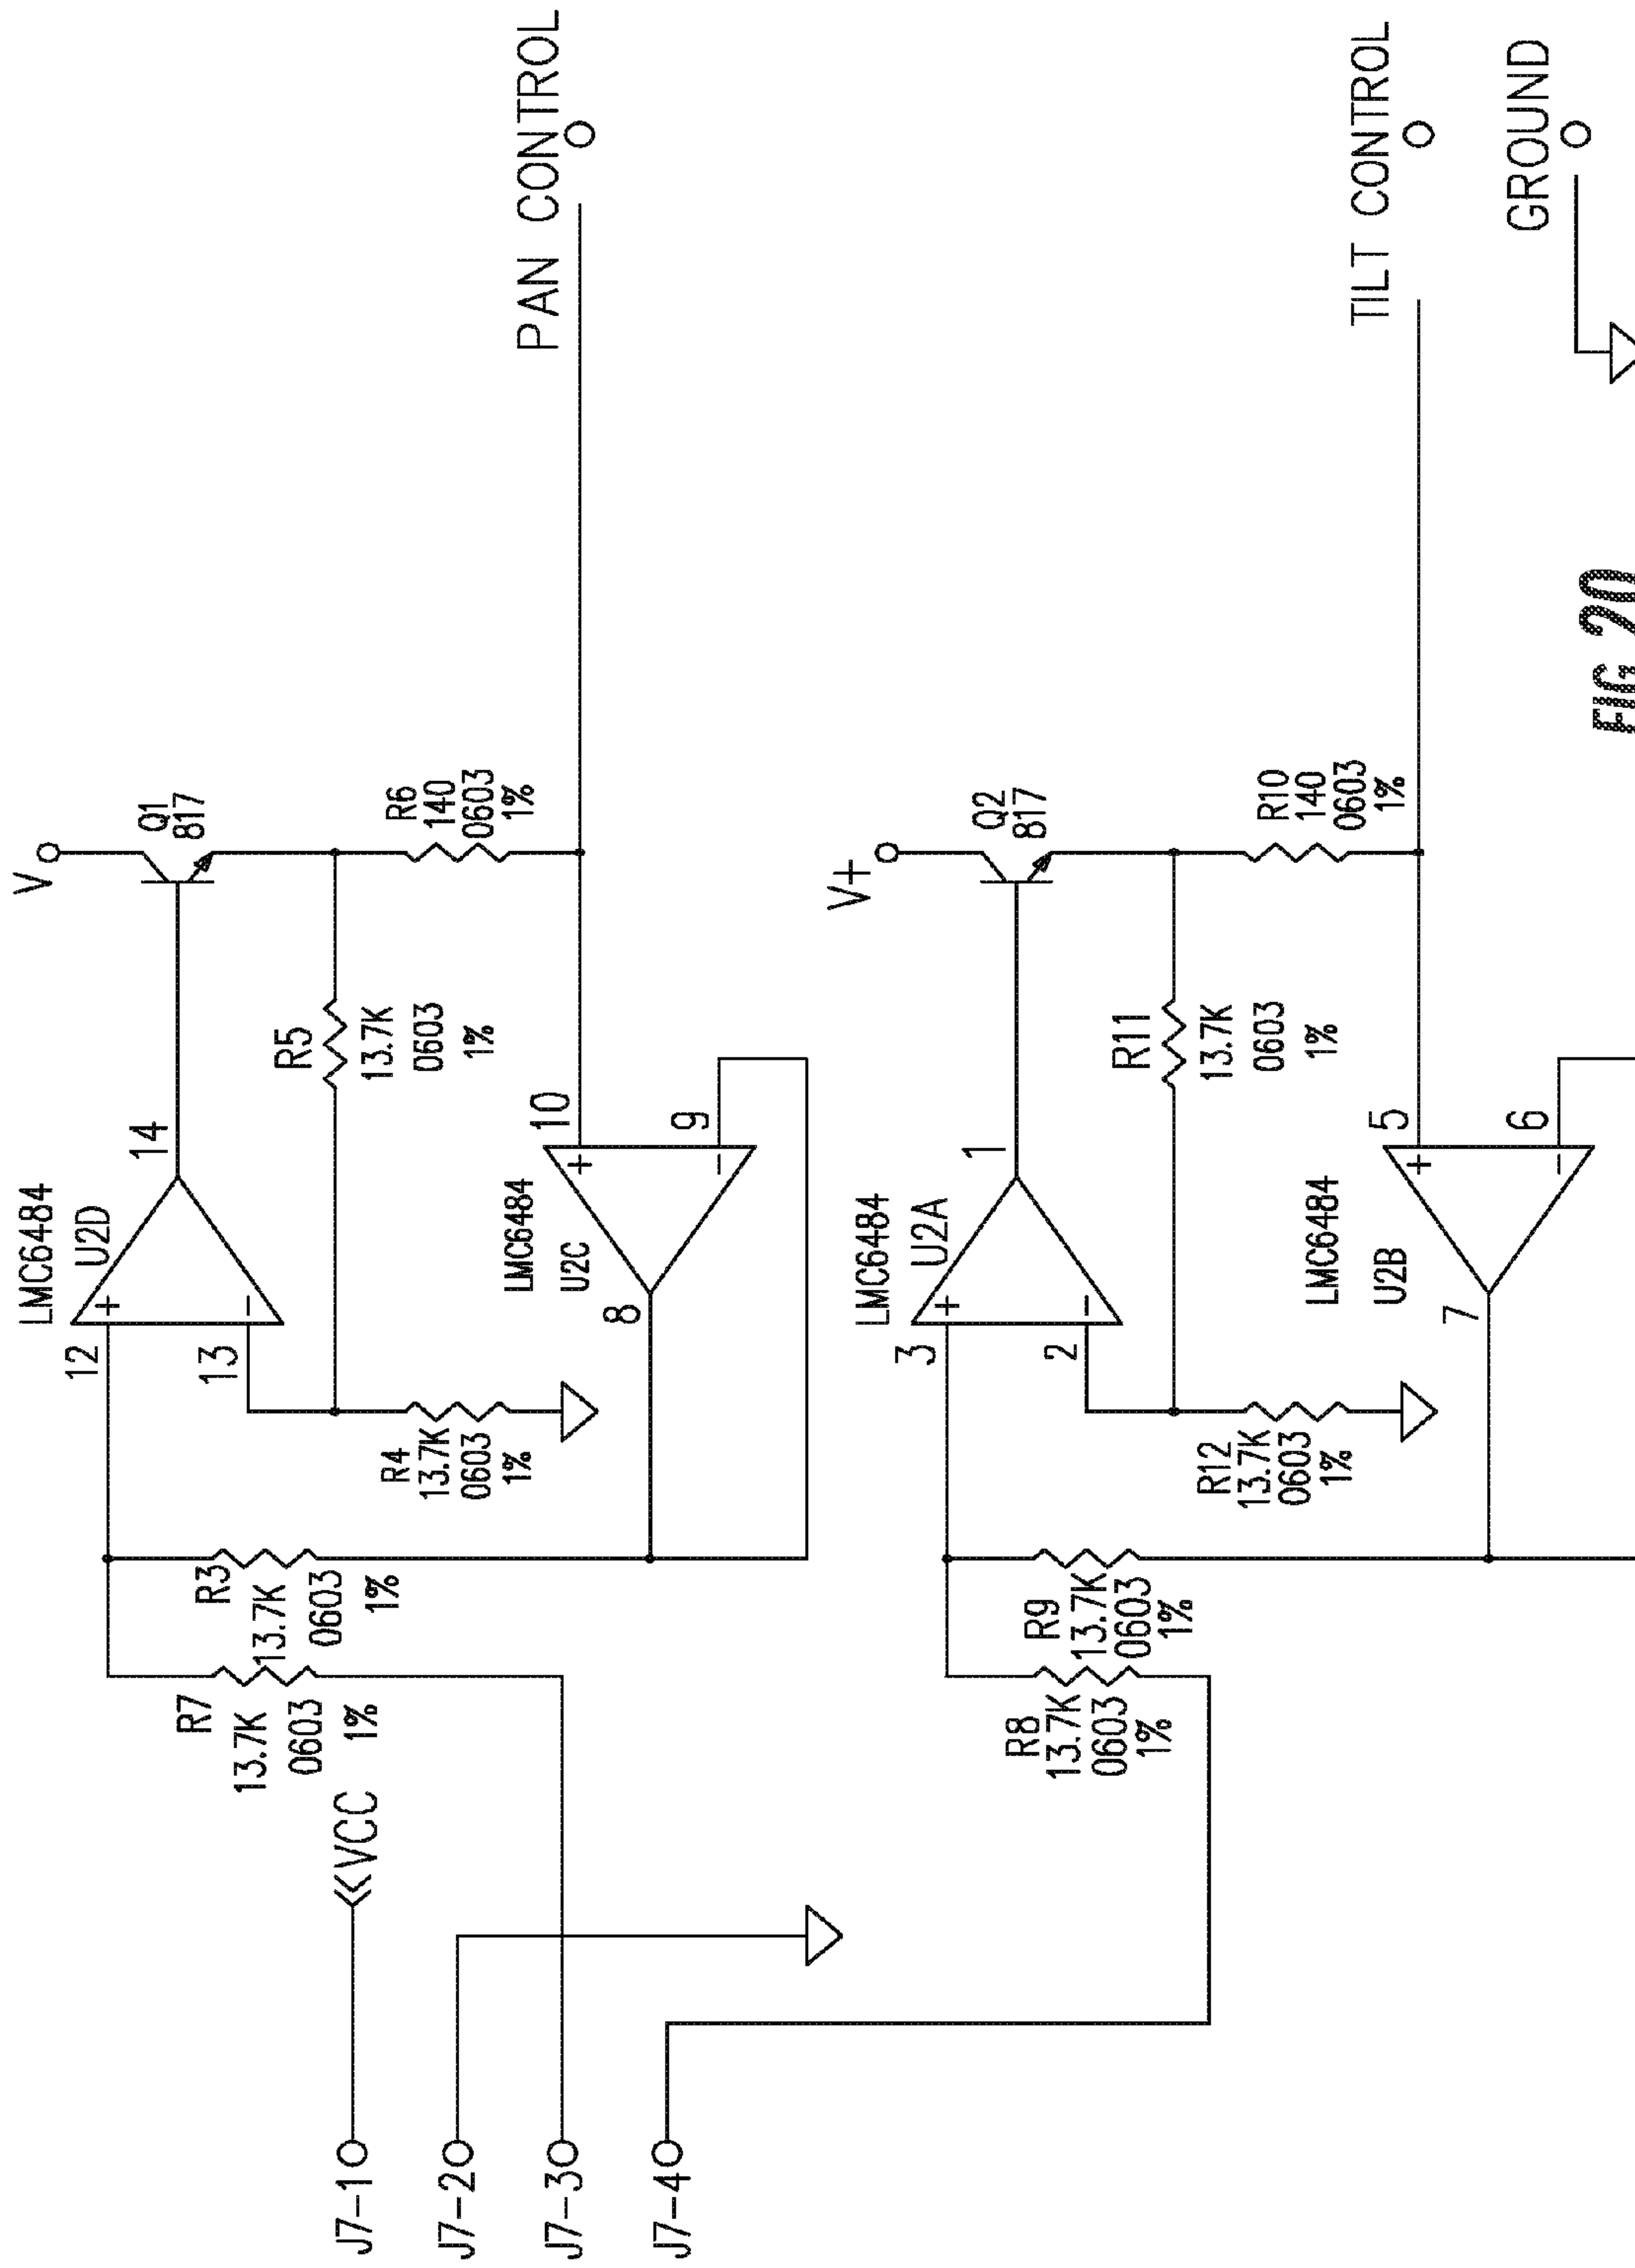 J7-1
J7-2
J7-3
J7-4
<<VCC
R7
13.7K
0603
1%
R3
13.7K
0603
1%
LMC6484
U2D
12
+
13
-
14
R4
13.7K
0603
1%
R5
13.7K
0603
1%
V
Q1
817
R6
140
0603
1%
LMC6484
U2C
10
+
9
-
8
PAN CONTROL
R8
13.7K
0603
1%
R9
13.7K
0603
1%
LMC6484
U2A
3
+
2
-
1
R12
13.7K
0603
1%
R11
13.7K
0603
1%
V+
Q2
817
R10
140
0603
1%
LMC6484
U2B
5
+
6
-
7
TILT CONTROL
GROUND
FIG. 20